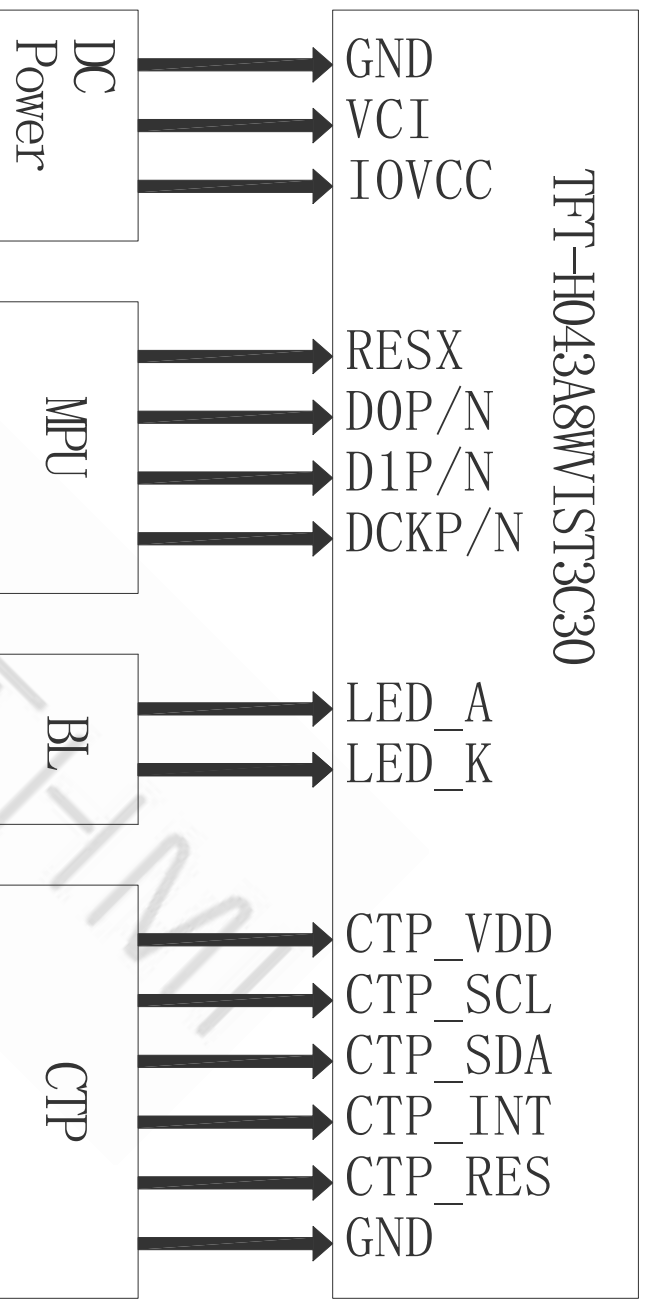 DC
Power
GND
VCI
IOVCC
TFT-H043A8WVIST3C30
MPU
RESX
D0P/N
D1P/N
DCKP/N
BL
LED_A
LED_K
CTP
CTP_VDD
CTP_SCL
CTP_SDA
CTP_INT
CTP_RES
GND